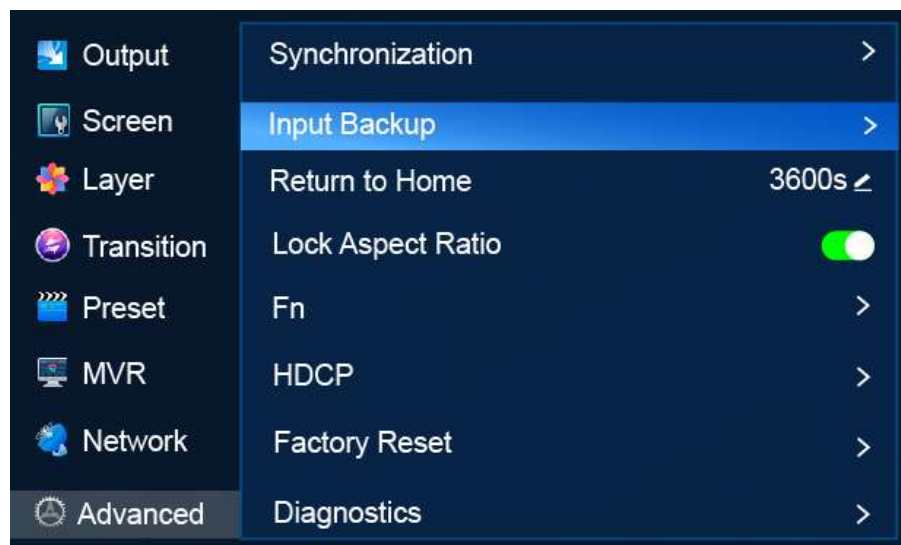 Output
Screen
Layer
Transition
Preset
MVR
Network
Advanced
Synchronization
Input Backup
Return to Home 3600s
Lock Aspect Ratio
Fn
HDCP
Factory Reset
Diagnostics